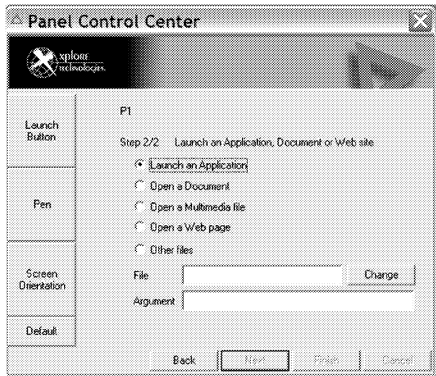 Panel Control Center
xplore
technologies.
P1
Launch
Button
Step 2/2 Launch an Application, Document or Web site
Launch an Application
Open a Document
Pen
Open a Multimedia file
Open a Web page
Other files
Screen
Orientation
File
Change
Argument
Default
Back
Next
Finish
Cancel